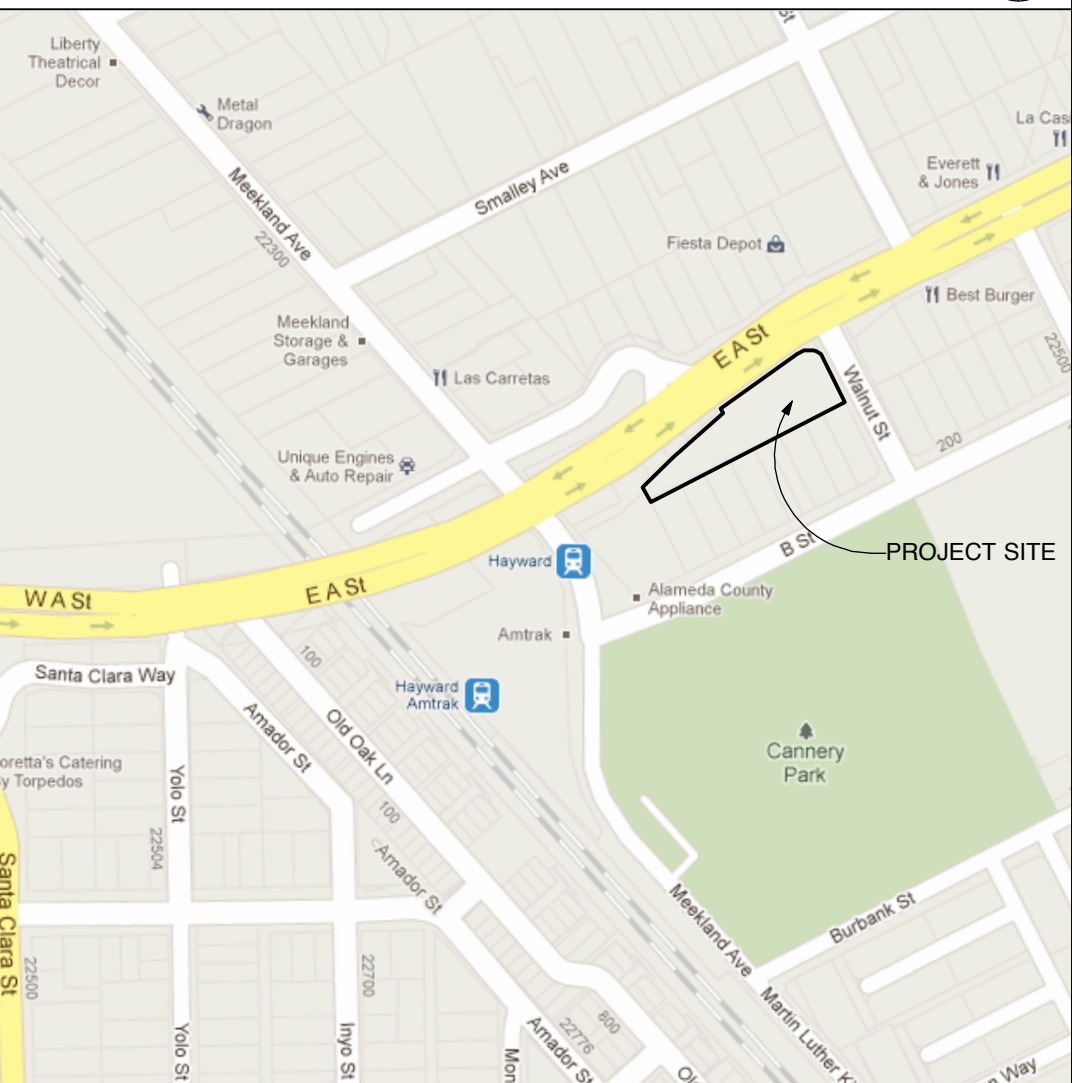 St
Liberty
Theatrical
Decor
Metal
Dragon
La Cas
Everett
& Jones
Meekland Ave
22300
Smalley Ave
Fiesta Depot
Best Burger
Meekland
Storage &
Garages
E A St
22500
Las Carretas
Walnut St
200
Unique Engines
& Auto Repair
B St
PROJECT SITE
Hayward
W A St
E A St
Alameda County
Appliance
Amtrak
100
Santa Clara Way
Hayward
Amtrak
Amador St
Old Oak Ln
Cannery
Park
oretta's Catering
y Torpedos
Yolo St
100
22504
Amador St
Santa Clara St
Meekland Ave
Burbank St
22500
22700
Martin Luther K
800
22776
Yolo St
Inyo St
Mon
Amador St
Ol
Way